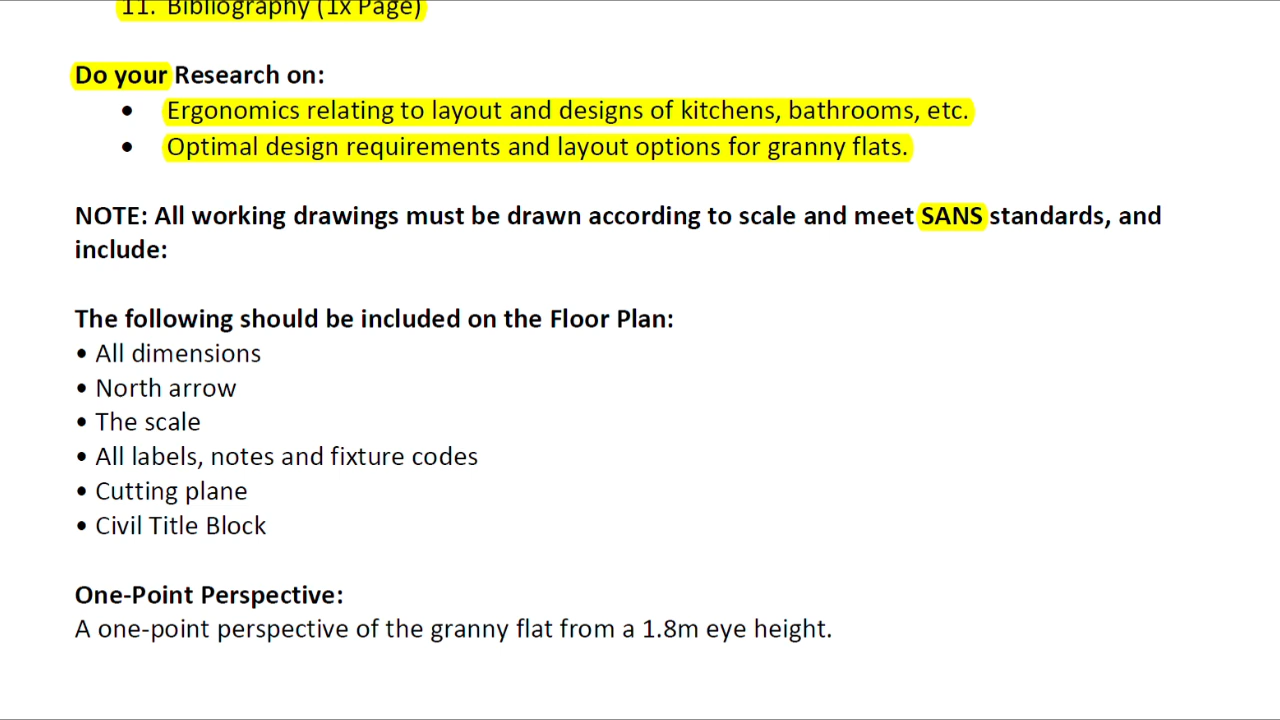 11. Bibliography (1x Page)
Do your Research on:
• Ergonomics relating to layout and designs of kitchens, bathrooms, etc.
• Optimal design requirements and layout options for granny flats.
NOTE: All working drawings must be drawn according to scale and meet SANS standards, and
include:
The following should be included on the Floor Plan:
• All dimensions
• North arrow
• The scale
• All labels, notes and fixture codes
• Cutting plane
• Civil Title Block
One-Point Perspective:
A one-point perspective of the granny flat from a 1.8m eye height.